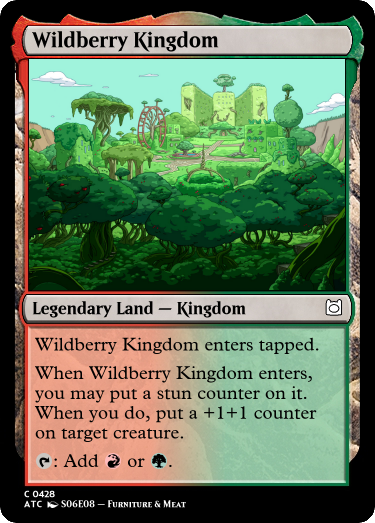 Wildberry Kingdom
Legendary Land — Kingdom
Wildberry Kingdom enters tapped.
When Wildberry Kingdom enters,
you may put a stun counter on it.
When you do, put a +1+1 counter
on target creature.
: Add or .
C 0428
ATC S06E08 – Furniture & Meat